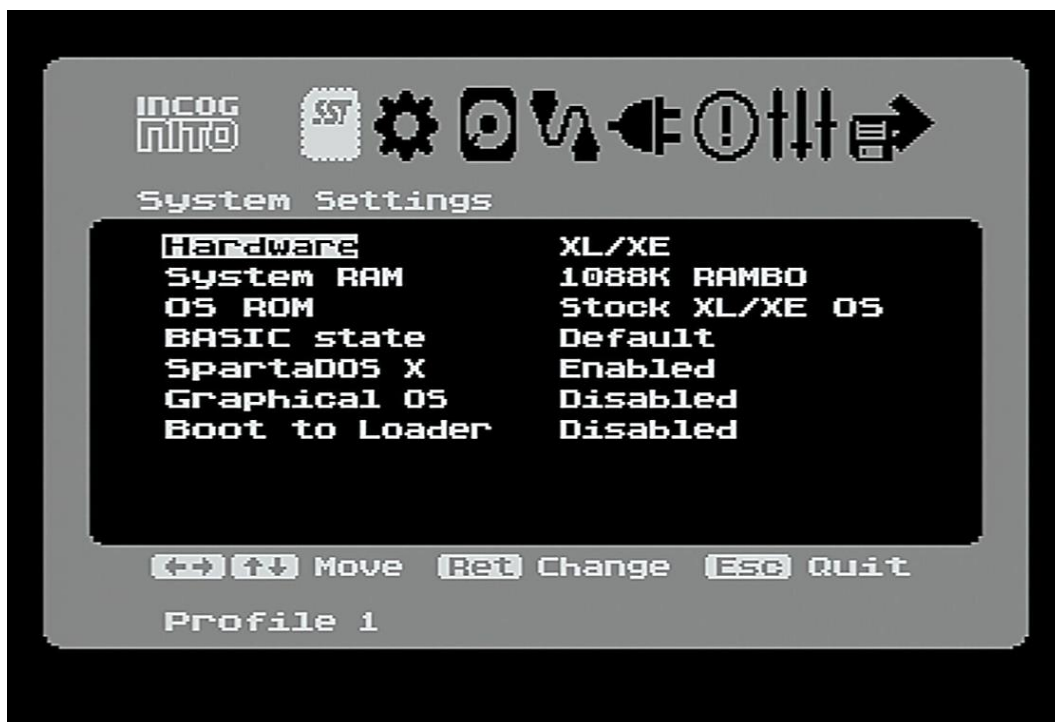 INCOG
NITO
SST
System Settings
Hardware XL/XE
System RAM 1088K RAMBO
OS ROM Stock XL/XE OS
BASIC state Default
SpartaDOS X Enabled
Graphical OS Disabled
Boot to Loader Disabled
←→ ↑↓ Move Ret Change Esc Quit
Profile 1